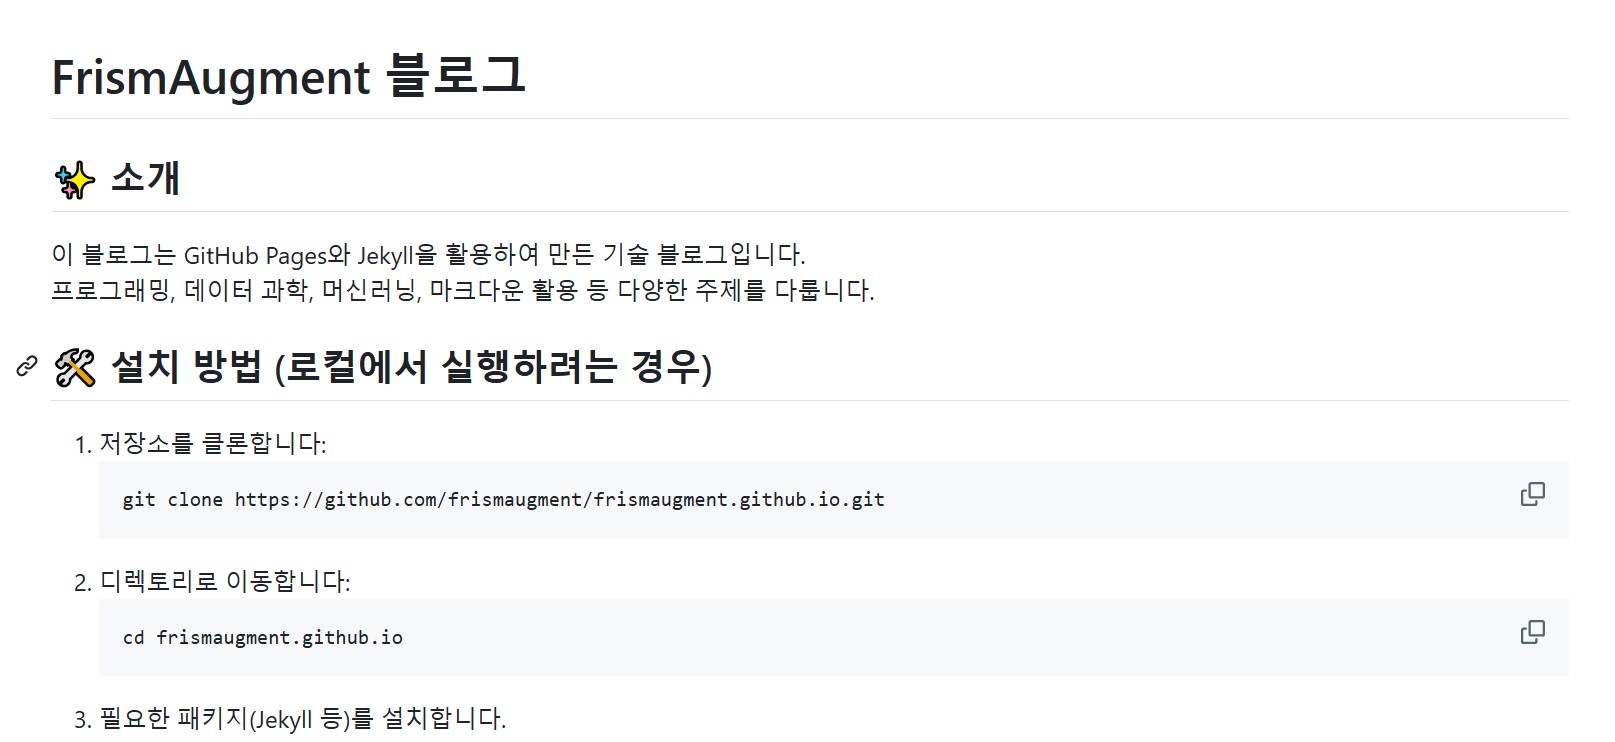 FrismAugment 블로그
✨ 소개
이 블로그는 GitHub Pages와 Jekyll을 활용하여 만든 기술 블로그입니다.
프로그래밍, 데이터 과학, 머신러닝, 마크다운 활용 등 다양한 주제를 다룹니다.
🛠 설치 방법 (로컬에서 실행하려는 경우)
1. 저장소를 클론합니다:
git clone https://github.com/frismaugment/frismaugment.github.io.git
2. 디렉토리로 이동합니다:
cd frismaugment.github.io
3. 필요한 패키지(Jekyll 등)를 설치합니다.